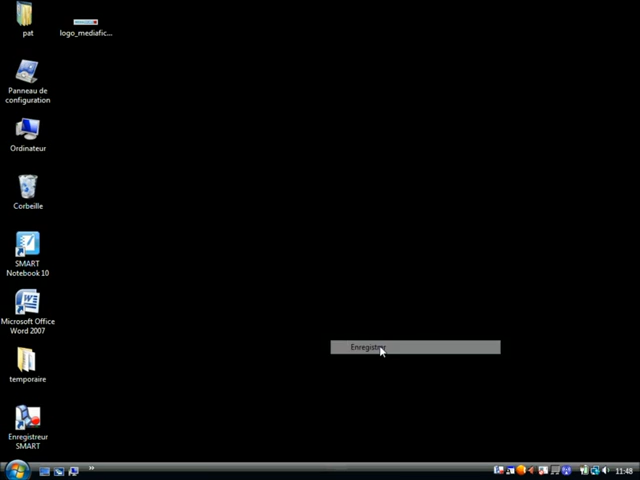 pat
logo_mediafic...
Panneau de
configuration
Ordinateur
Corbeille
SMART
Notebook 10
Microsoft Office
Word 2007
temporaire
Enregistreur
SMART
Enregistrer
11:48